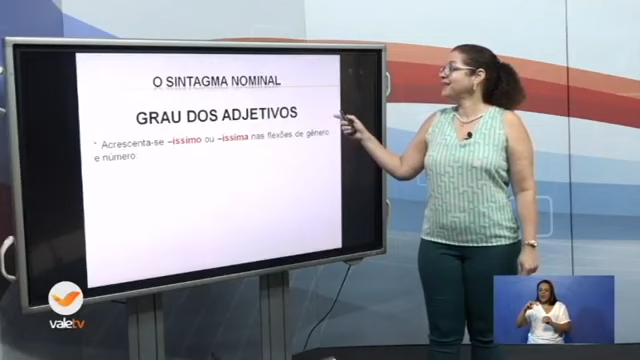 O SINTAGMA NOMINAL
GRAU DOS ADJETIVOS
* Acrescenta-se –íssimo ou –íssima nas flexões de gênero
e número.
valetv